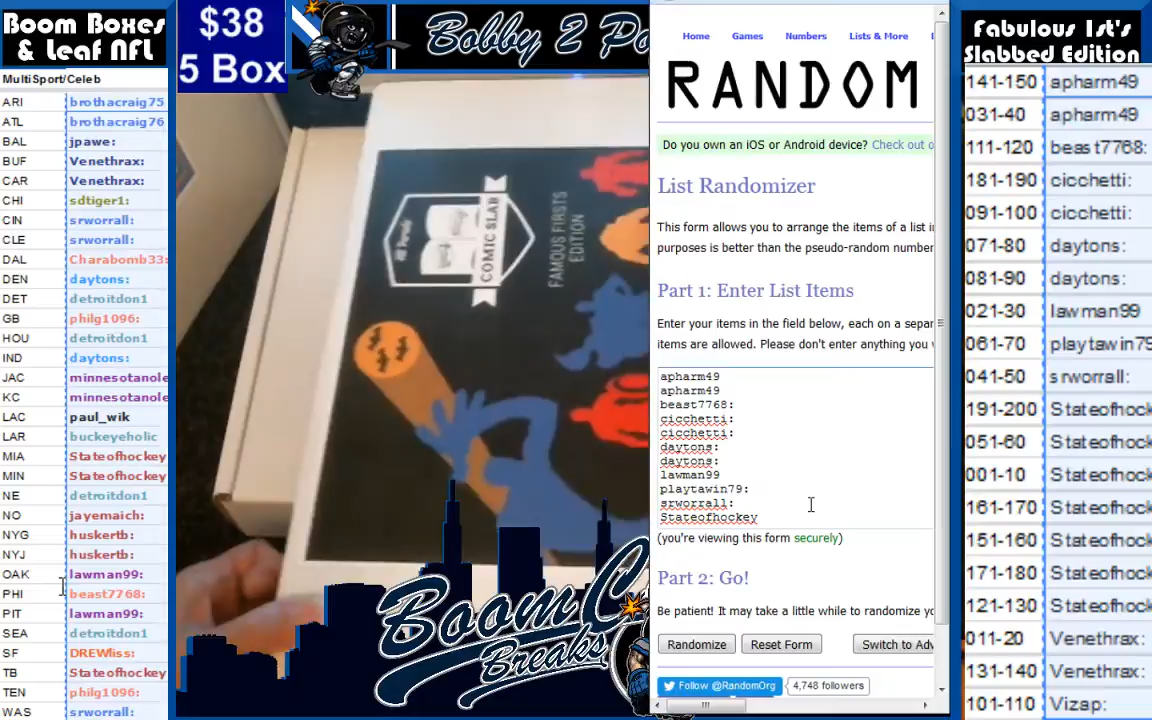 Boom Boxes
& Leaf NFL
MultiSport/Celeb
ARI brothacraig75
ATL brothacraig76
BAL jpawe:
BUF Venethrax:
CAR Venethrax:
CHI sdtiger1:
CIN srworrall:
CLE srworrall:
DAL Charabomb33:
DEN daytons:
DET detroitdon1
GB philg1096:
HOU detroitdon1
IND daytons:
JAC minnesotanole
KC minnesotanole
LAC paul_wik
LAR buckeyeholic
MIA Stateofhockey
MIN Stateofhockey
NE detroitdon1
NO jayemaich:
NYG huskertb:
NYJ huskertb:
OAK lawman99:
PHI beast7768:
PIT lawman99:
SEA detroitdon1
SF DREWliss:
TB Stateofhockey
TEN philg1096:
WAS srworrall:
$38
5 Box
Bobby 2 Po
COMIC SLAB
FAMOUS FIRSTS
EDITION
Boom
Breaks
Home Games Numbers Lists & More
RANDOM
Do you own an iOS or Android device? Check out o
List Randomizer
This form allows you to arrange the items of a list i
purposes is better than the pseudo-random number
Part 1: Enter List Items
Enter your items in the field below, each on a sepa
items are allowed. Please don't enter anything you
apharm49
apharm49
beast7768:
cicchetti:
cicchetti:
daytons:
daytons:
lawman99
playtawin79:
srworrall:
Stateofhockey
(you're viewing this form securely)
Part 2: Go!
Be patient! It may take a little while to randomize yo
Randomize Reset Form Switch to Adv
Follow @RandomOrg 4,748 followers
Fabulous 1st's
Slabbed Edition
141-150 apharm49
031-40 apharm49
111-120 beast7768:
181-190 cicchetti:
091-100 cicchetti:
071-80 daytons:
081-90 daytons:
021-30 lawman99
061-70 playtawin79
041-50 srworrall:
191-200 Stateofhock
051-60 Stateofhock
001-10 Stateofhock
161-170 Stateofhock
151-160 Stateofhock
171-180 Stateofhock
121-130 Stateofhock
011-20 Venethrax:
131-140 Venethrax:
101-110 Vizap: